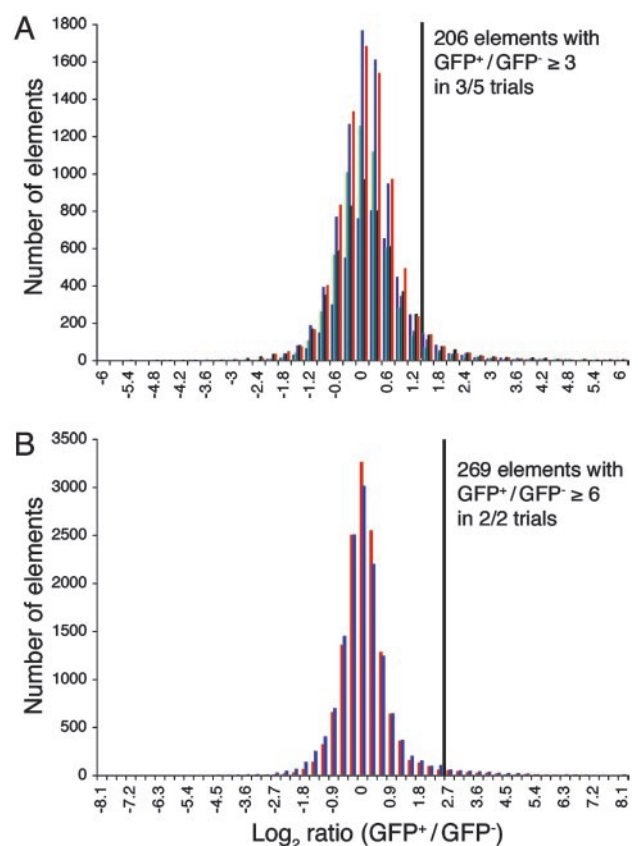 A
1800
206 elements with
GFP⁺/GFP⁻ ≥ 3
in 3/5 trials
1600
1400
1200
1000
800
600
400
200
0
Number of elements
-6 -5.4 -4.8 -4.2 -3.6 -3 -2.4 -1.8 -1.2 -0.6 0 0.6 1.2 1.8 2.4 3 3.6 4.2 4.8 5.4 6
B
3500
269 elements with
GFP⁺/GFP⁻ ≥ 6
in 2/2 trials
3000
2500
2000
1500
1000
500
0
Number of elements
-8.1 -7.2 -6.3 -5.4 -4.5 -3.6 -2.7 -1.8 -0.9 0 0.9 1.8 2.7 3.6 4.5 5.4 6.3 7.2 8.1
Log₂ ratio (GFP⁺/GFP⁻)